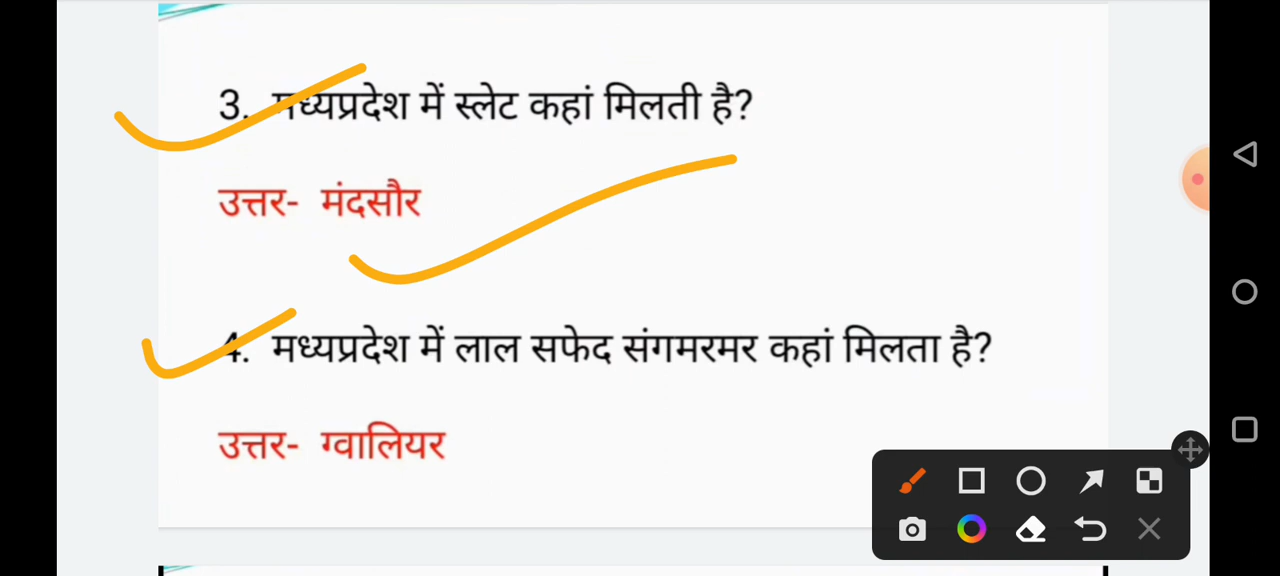 3. मध्यप्रदेश में स्लेट कहां मिलती है?
उत्तर- मंदसौर
4. मध्यप्रदेश में लाल सफेद संगमरमर कहां मिलता है?
उत्तर- ग्वालियर